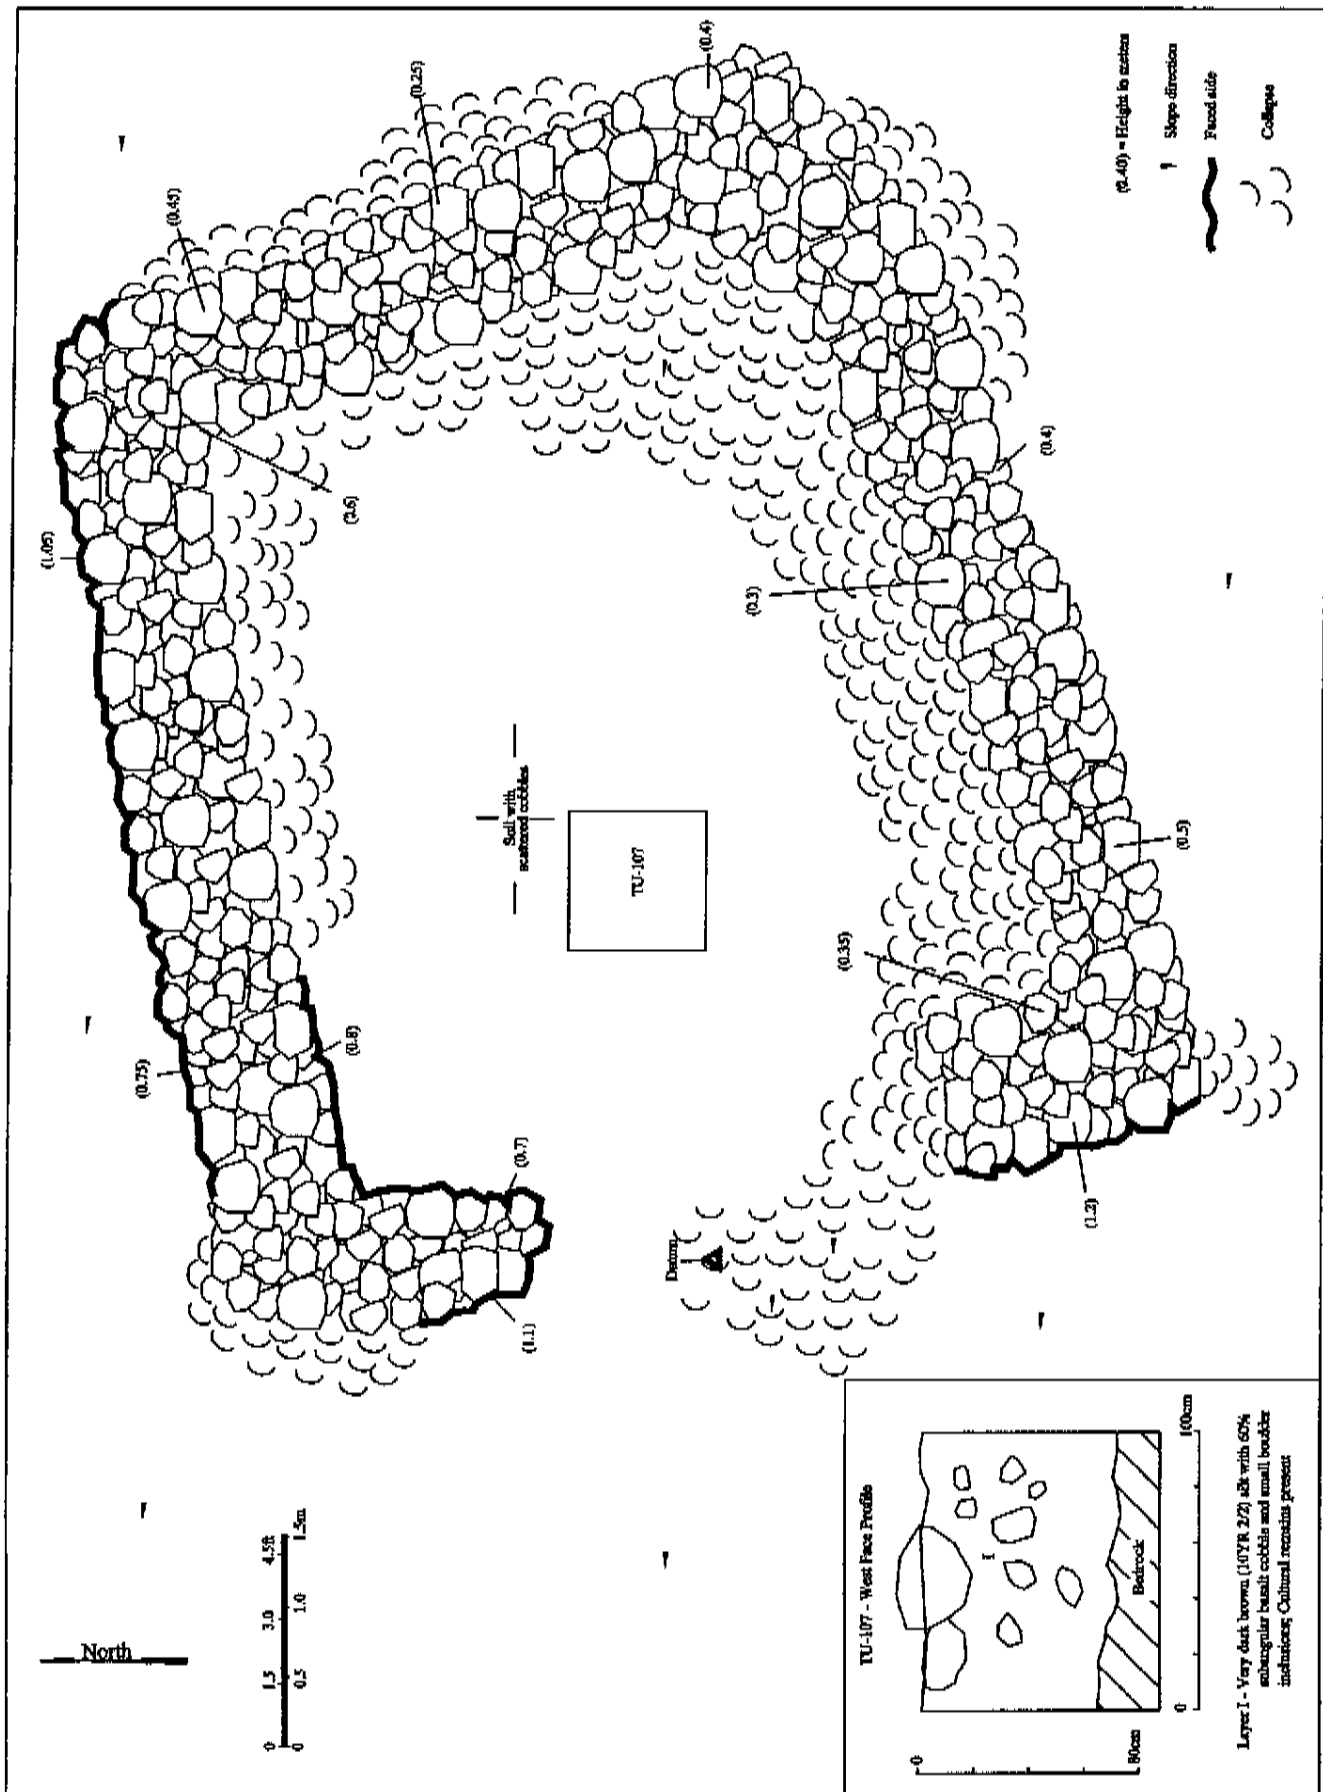 (0.4)
(0.25)
(0.45)
(2.6)
(1.05)
(0.3)
(0.4)
(0.40) = Height in meters
Slope direction
Faced side
Collapse
Soil with
scattered cobbles
TU-107
(0.75)
(0.8)
(0.7)
(1.1)
(0.35)
(0.5)
(1.2)
Datum
North
0 1.5 3.0 4.5ft
0 0.5 1.0 1.5m
TU-107 - West Face Profile
I
Bedrock
0
80cm
0 100cm
Layer I - Very dark brown (10YR 2/2) silt with 60%
subangular basalt cobble and small boulder
inclusions; Cultural remains present